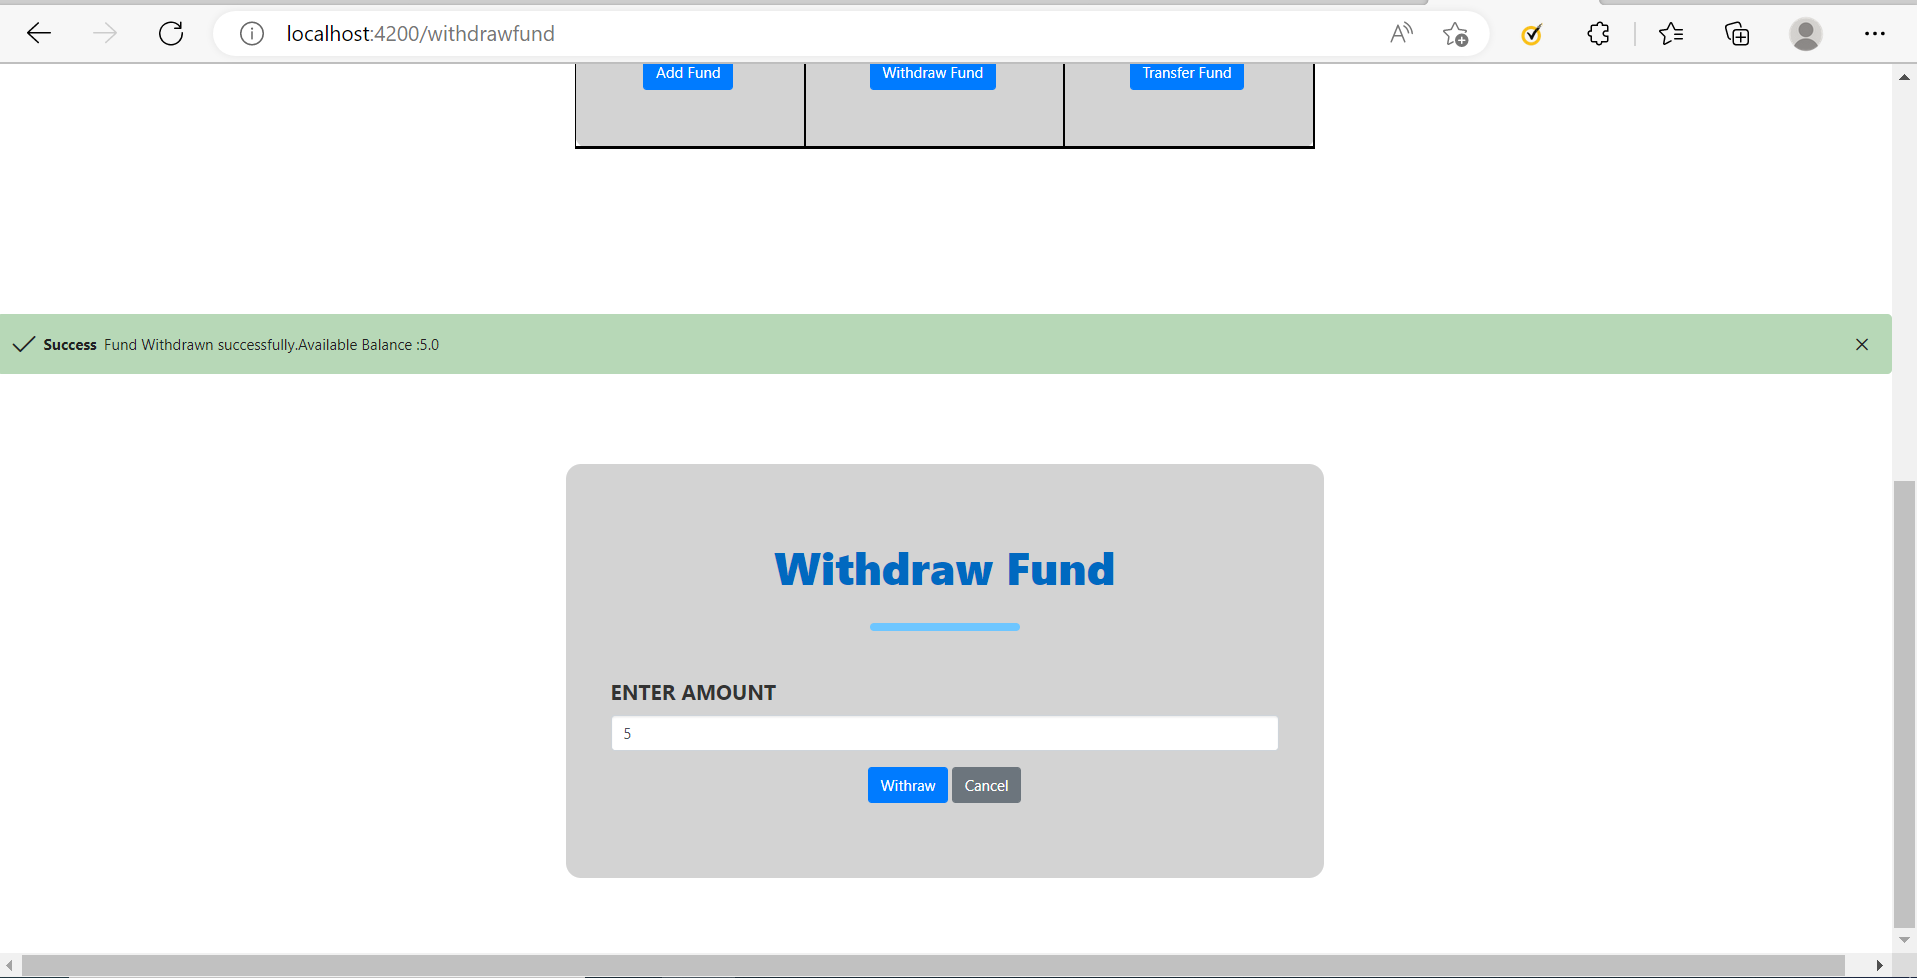 localhost:4200/withdrawfund
Add Fund Withdraw Fund Transfer Fund
Success Fund Withdrawn successfully.Available Balance :5.0
Withdraw Fund
ENTER AMOUNT
5
Withraw Cancel